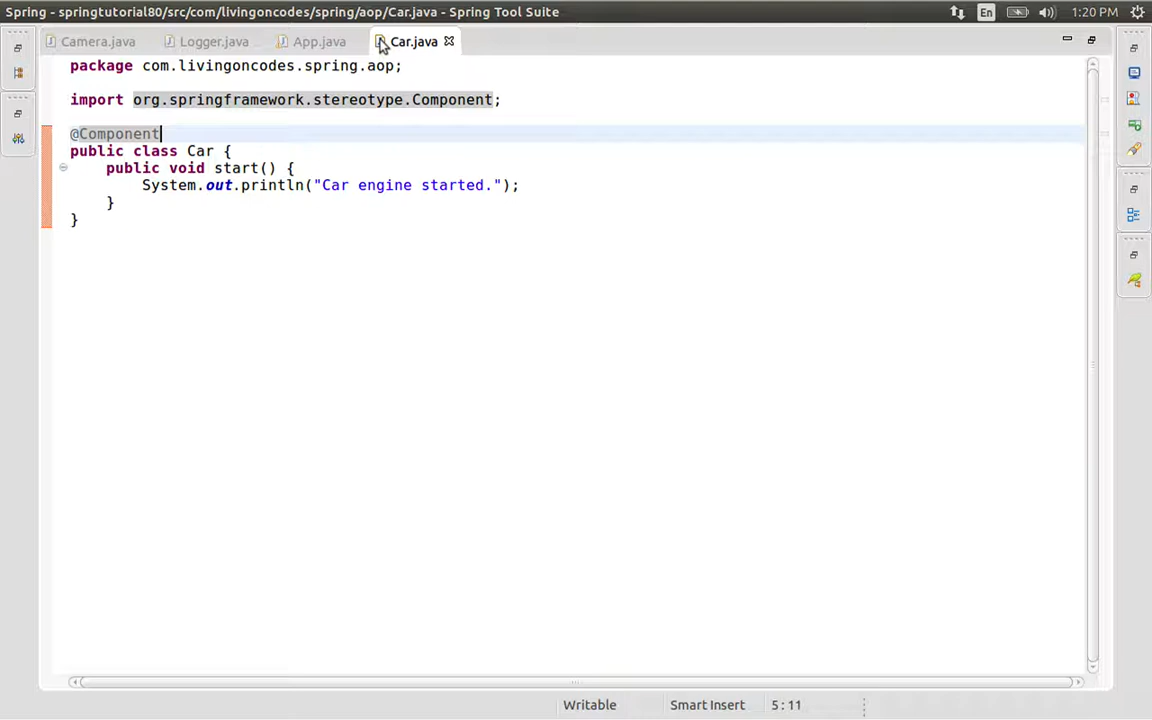 Spring - springtutorial80/src/com/livingoncodes/spring/aop/Car.java - Spring Tool Suite
En
1:20 PM
Camera.java
Logger.java
App.java
Car.java
package com.livingoncodes.spring.aop;
import org.springframework.stereotype.Component;
@Component
public class Car {
public void start() {
System.out.println("Car engine started.");
}
}
Writable
Smart Insert
5 : 11